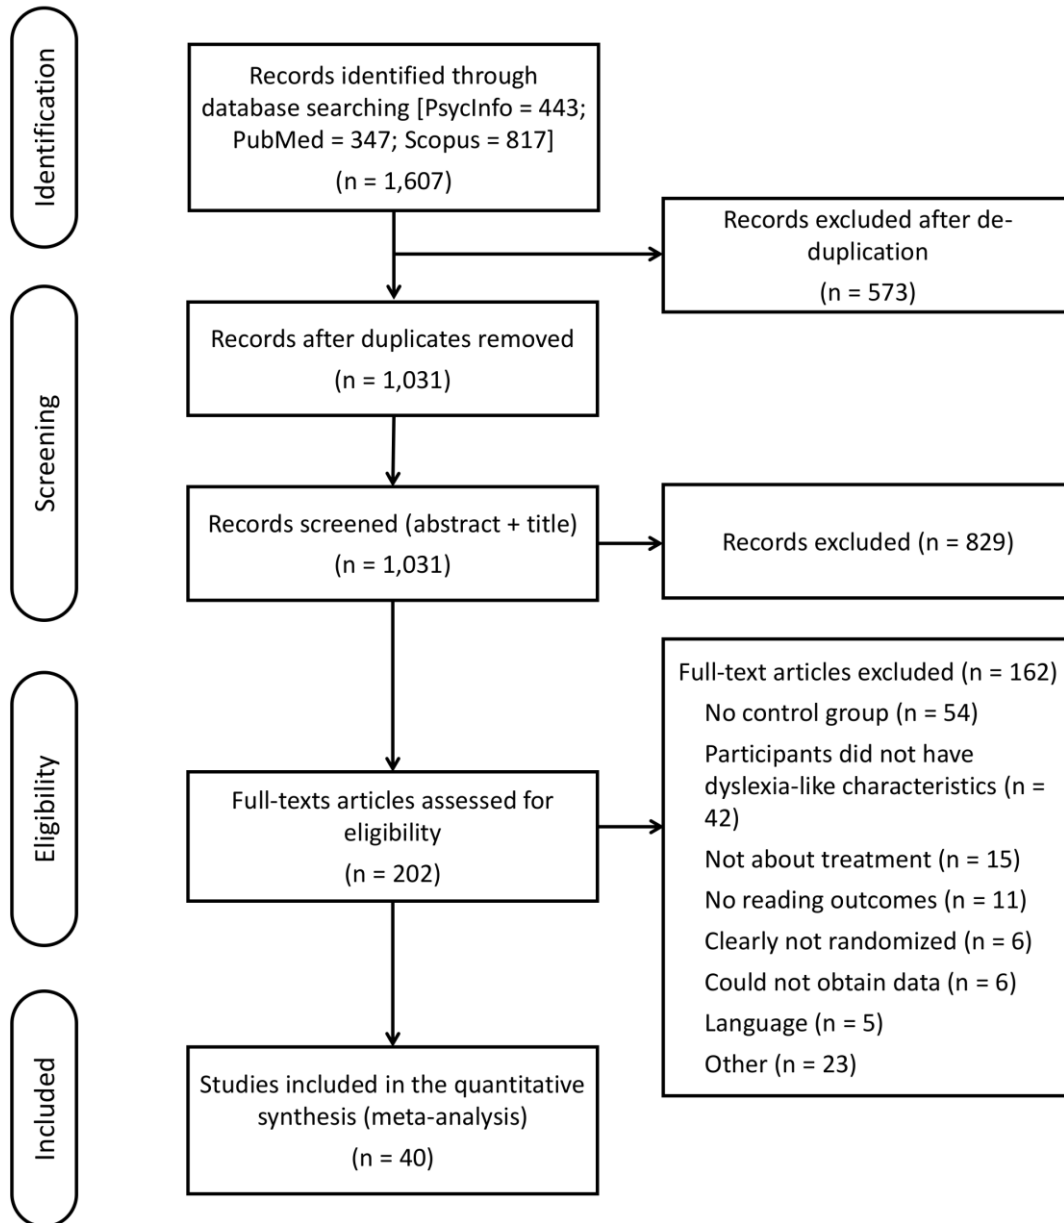 Identification
Records identified through
database searching [PsycInfo = 443;
PubMed = 347; Scopus = 817]
(n = 1,607)
Records excluded after de-
duplication
(n = 573)
Screening
Records after duplicates removed
(n = 1,031)
Records screened (abstract + title)
(n = 1,031)
Records excluded (n = 829)
Eligibility
Full-texts articles assessed for
eligibility
(n = 202)
Full-text articles excluded (n = 162)
No control group (n = 54)
Participants did not have
dyslexia-like characteristics (n =
42)
Not about treatment (n = 15)
No reading outcomes (n = 11)
Clearly not randomized (n = 6)
Could not obtain data (n = 6)
Language (n = 5)
Other (n = 23)
Included
Studies included in the quantitative
synthesis (meta-analysis)
(n = 40)